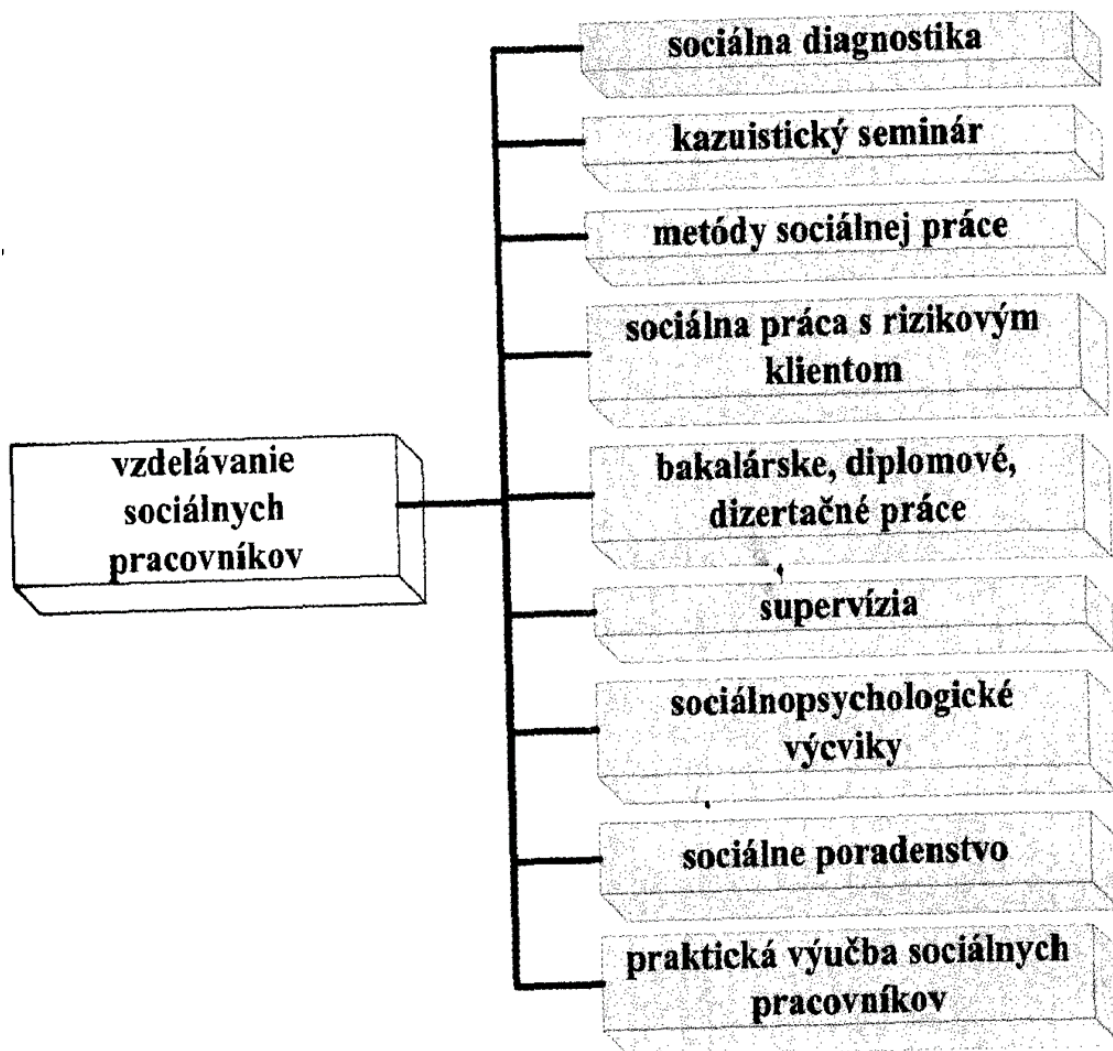 sociálna diagnostika
kazuistický seminár
metódy sociálnej práce
sociálna práca s rizikovým
klientom
vzdelávanie
sociálnych
pracovníkov
bakalárske, diplomové,
dizertačné práce
supervízia
sociálnopsychologické
výcviky
sociálne poradenstvo
praktická výučba sociálnych
pracovníkov